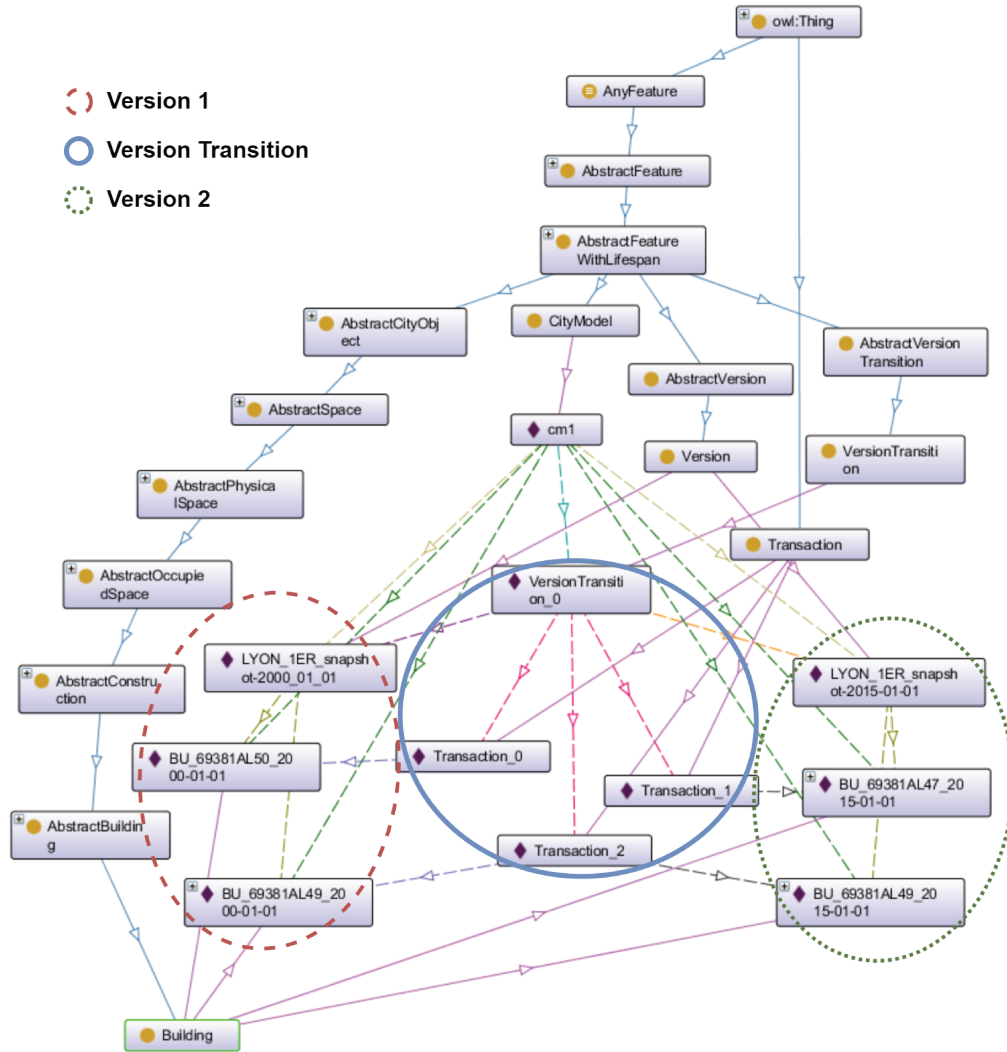 owl:Thing
AnyFeature
Version 1
Version Transition
AbstractFeature
Version 2
AbstractFeature
WithLifespan
AbstractCityObj
ect
CityModel
AbstractVersion
Transition
AbstractVersion
AbstractSpace
cm1
Version
VersionTransiti
on
AbstractPhysica
lSpace
Transaction
AbstractOccupie
dSpace
VersionTransiti
on_0
LYON_1ER_snapsh
ot-2000_01_01
LYON_1ER_snapsh
ot-2015-01-01
AbstractConstru
ction
BU_69381AL50_20
00-01-01
Transaction_0
Transaction_1
BU_69381AL47_20
15-01-01
AbstractBuildin
g
Transaction_2
BU_69381AL49_20
00-01-01
BU_69381AL49_20
15-01-01
Building